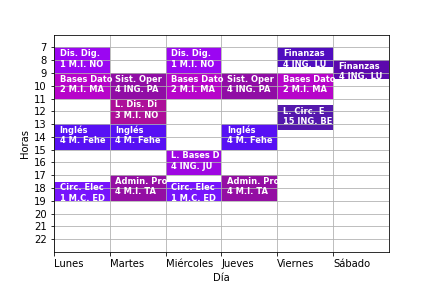 Horas
7
8
9
10
11
12
13
14
15
16
17
18
19
20
21
22
Dis. Dig.
1 M.I. NO
Bases Dato
2 M.I. MA
Inglés
4 M. Fehe
Circ. Elec
1 M.C. ED
Sist. Oper
4 ING. PA
L. Dis. Di
3 M.I. NO
Inglés
4 M. Fehe
Admin. Pro
4 M.I. TA
Dis. Dig.
1 M.I. NO
Bases Dato
2 M.I. MA
L. Bases D
4 ING. JU
Circ. Elec
1 M.C. ED
Sist. Oper
4 ING. PA
Inglés
4 M. Fehe
Admin. Pro
4 M.I. TA
Finanzas
4 ING. LU
Bases Dato
2 M.I. MA
L. Circ. E
15 ING. BE
Finanzas
4 ING. LU
Lunes
Martes
Miércoles
Jueves
Viernes
Sábado
Día